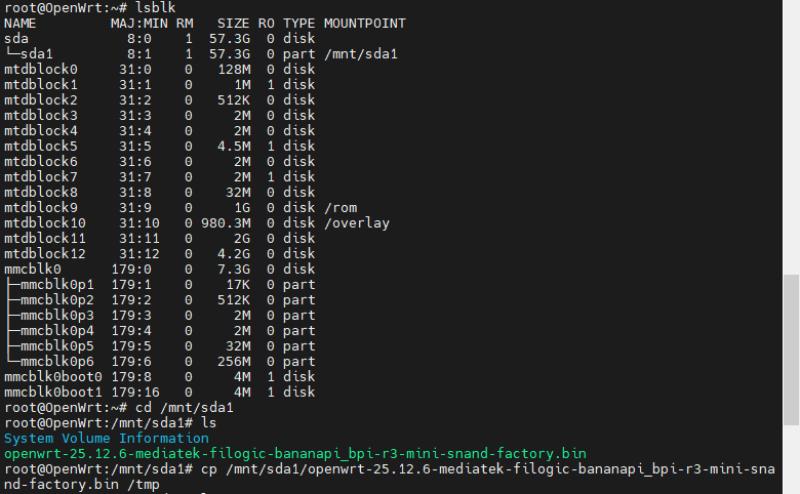 root@OpenWrt:~# lsblk
NAME         MAJ:MIN RM   SIZE RO TYPE MOUNTPOINT
sda            8:0    1  57.3G  0 disk
└─sda1         8:1    1  57.3G  0 part /mnt/sda1
mtdblock0     31:0    0   128M  0 disk
mtdblock1     31:1    0     1M  1 disk
mtdblock2     31:2    0   512K  0 disk
mtdblock3     31:3    0     2M  0 disk
mtdblock4     31:4    0     2M  0 disk
mtdblock5     31:5    0   4.5M  1 disk
mtdblock6     31:6    0     2M  0 disk
mtdblock7     31:7    0     2M  1 disk
mtdblock8     31:8    0    32M  0 disk
mtdblock9     31:9    0     1G  0 disk /rom
mtdblock10    31:10   0 980.3M  0 disk /overlay
mtdblock11    31:11   0     2G  0 disk
mtdblock12    31:12   0   4.2G  0 disk
mmcblk0      179:0    0   7.3G  0 disk
├─mmcblk0p1  179:1    0    17K  0 part
├─mmcblk0p2  179:2    0   512K  0 part
├─mmcblk0p3  179:3    0     2M  0 part
├─mmcblk0p4  179:4    0     2M  0 part
├─mmcblk0p5  179:5    0    32M  0 part
└─mmcblk0p6  179:6    0   256M  0 part
mmcblk0boot0 179:8    0     4M  1 disk
mmcblk0boot1 179:16   0     4M  1 disk
root@OpenWrt:~# cd /mnt/sda1
root@OpenWrt:/mnt/sda1# ls
System Volume Information
openwrt-25.12.6-mediatek-filogic-bananapi_bpi-r3-mini-snand-factory.bin
root@OpenWrt:/mnt/sda1# cp /mnt/sda1/openwrt-25.12.6-mediatek-filogic-bananapi_bpi-r3-mini-sna
nd-factory.bin /tmp